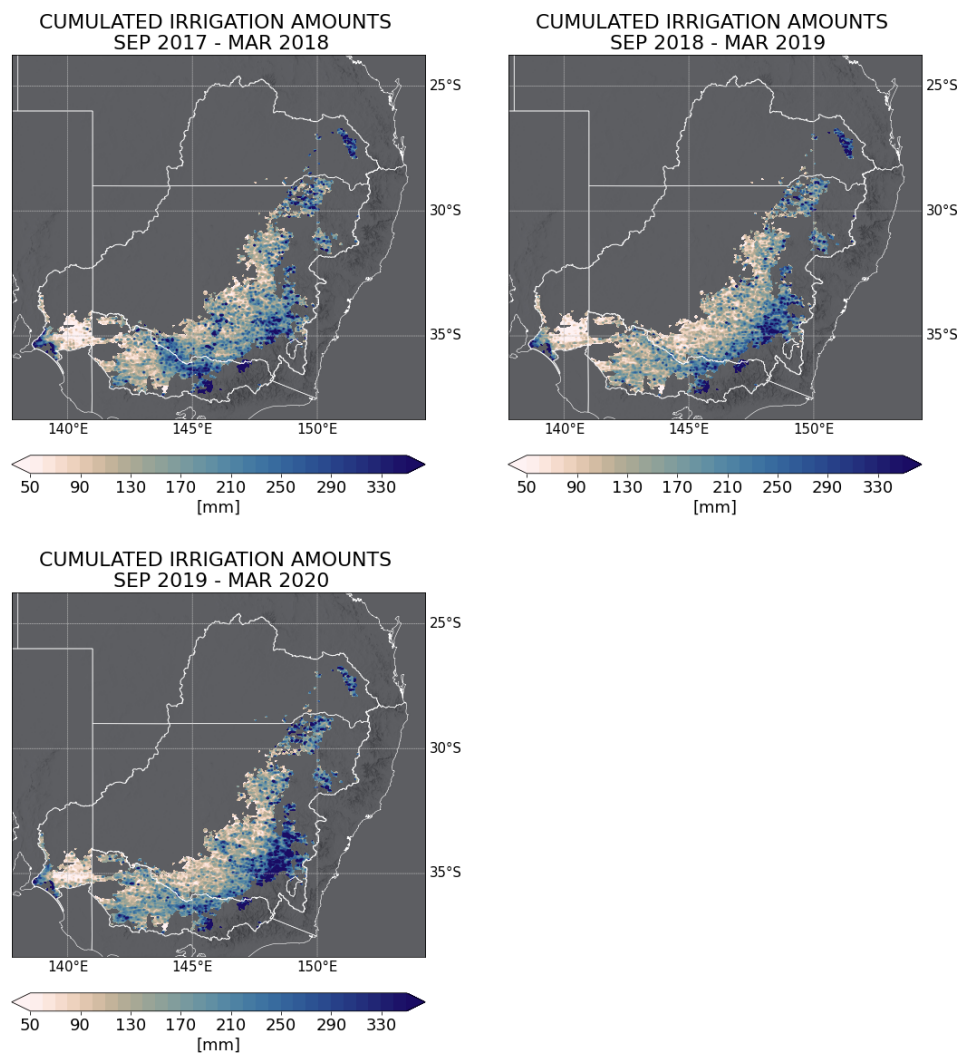 CUMULATED IRRIGATION AMOUNTS
SEP 2017 - MAR 2018
25°S
30°S
35°S
140°E 145°E 150°E
50 90 130 170 210 250 290 330
[mm]
CUMULATED IRRIGATION AMOUNTS
SEP 2018 - MAR 2019
25°S
30°S
35°S
140°E 145°E 150°E
50 90 130 170 210 250 290 330
[mm]
CUMULATED IRRIGATION AMOUNTS
SEP 2019 - MAR 2020
25°S
30°S
35°S
140°E 145°E 150°E
50 90 130 170 210 250 290 330
[mm]